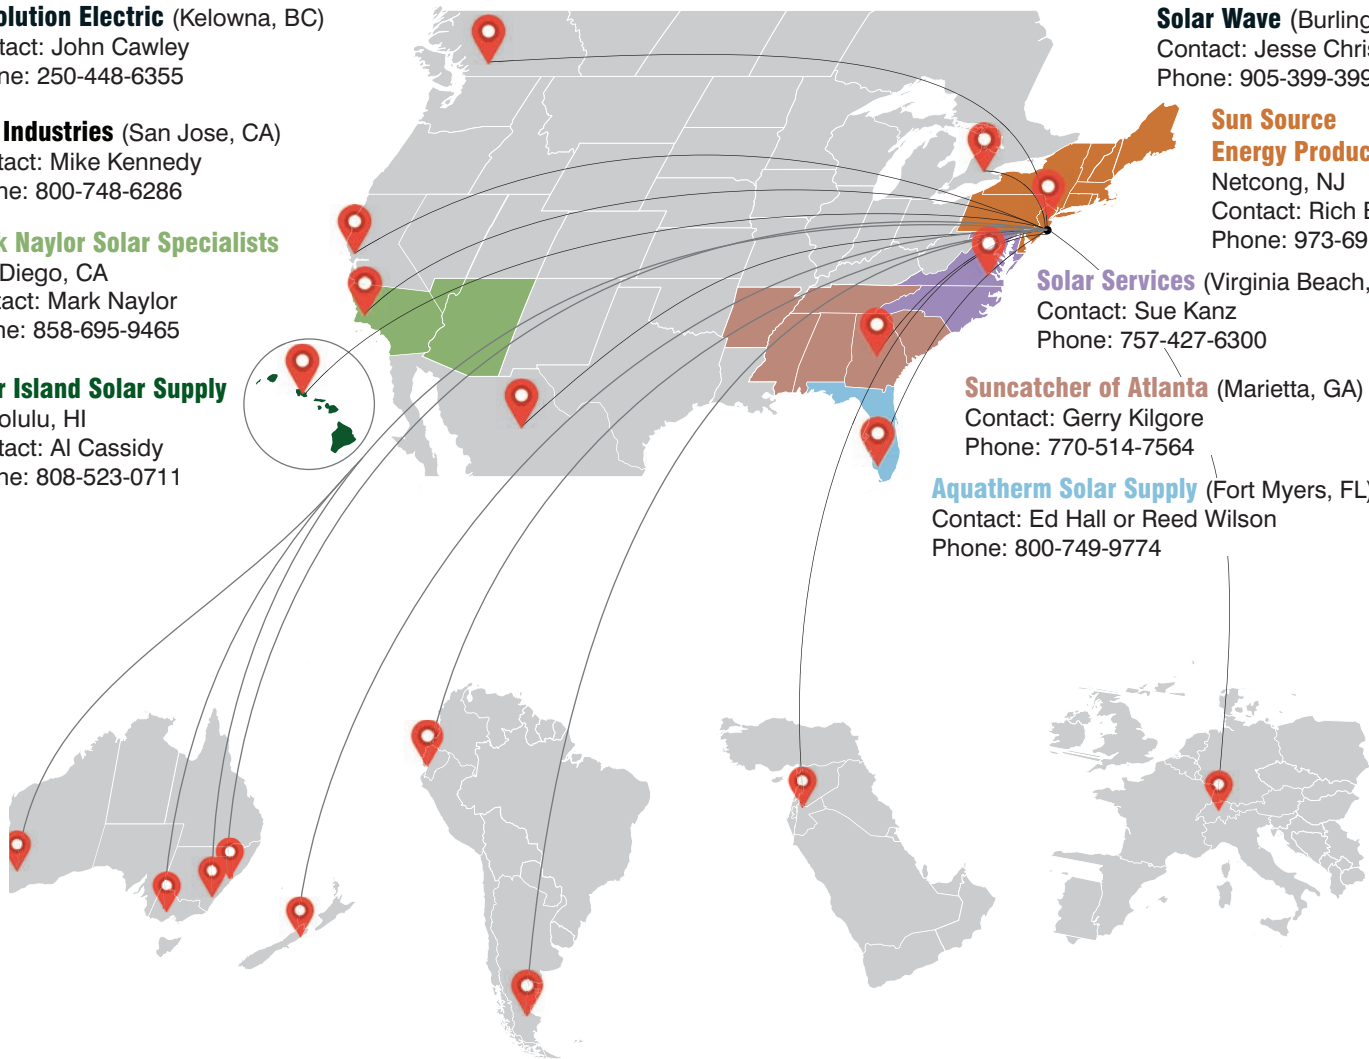 olution Electric (Kelowna, BC)
tact: John Cawley
ne: 250-448-6355
Industries (San Jose, CA)
tact: Mike Kennedy
ne: 800-748-6286
k Naylor Solar Specialists
Diego, CA
tact: Mark Naylor
ne: 858-695-9465
r Island Solar Supply
olulu, HI
tact: Al Cassidy
ne: 808-523-0711
Solar Wave (Burling
Contact: Jesse Chris
Phone: 905-399-399
Sun Source
Energy Produc
Netcong, NJ
Contact: Rich
Phone: 973-69
Solar Services (Virginia Beach,
Contact: Sue Kanz
Phone: 757-427-6300
Suncatcher of Atlanta (Marietta, GA)
Contact: Gerry Kilgore
Phone: 770-514-7564
Aquatherm Solar Supply (Fort Myers, FL)
Contact: Ed Hall or Reed Wilson
Phone: 800-749-9774